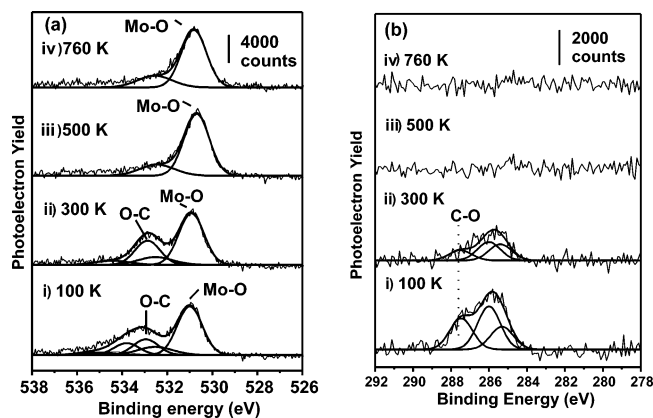 (a)
Mo-O
4000
counts
iv)760 K
Mo-O
iii)500 K
Mo-O
ii) 300 K
O-C
Mo-O
i) 100 K
O-C
538 536 534 532 530 528 526
Binding energy (eV)
Photoelectron Yield
(b)
2000
counts
iv) 760 K
iii) 500 K
ii) 300 K
C-O
i) 100 K
292 290 288 286 284 282 280 278
Binding Energy (eV)
Photoelectron Yield